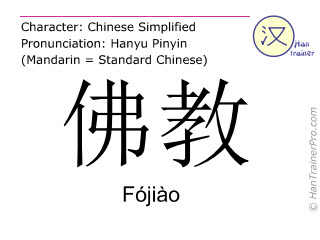 Character: Chinese Simplified
Pronunciation: Hanyu Pinyin
(Mandarin = Standard Chinese)
汉
Han
trainer
佛教
Fójiào
© HanTrainerPro.com